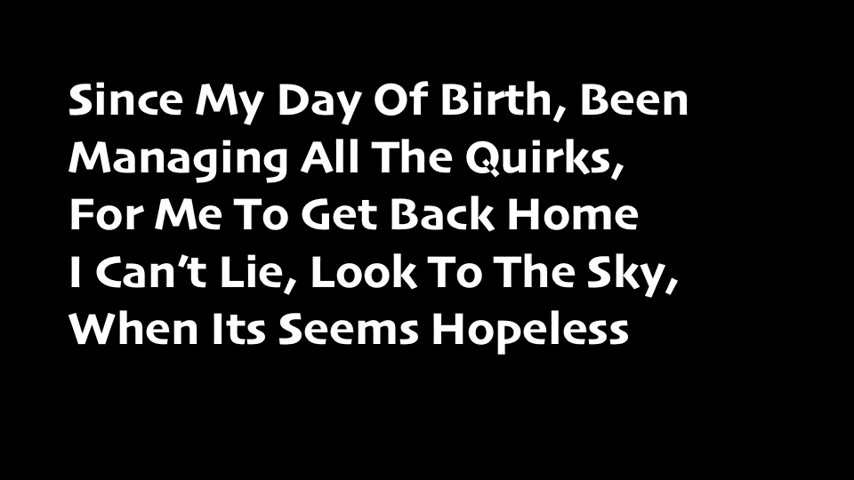 Since My Day Of Birth, Been
Managing All The Quirks,
For Me To Get Back Home
I Can’t Lie, Look To The Sky,
When Its Seems Hopeless